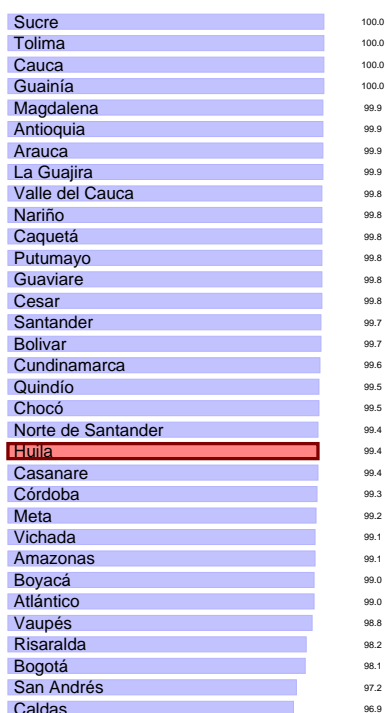 Sucre 100.0
Tolima 100.0
Cauca 100.0
Guainía 100.0
Magdalena 99.9
Antioquia 99.9
Arauca 99.9
La Guajira 99.9
Valle del Cauca 99.8
Nariño 99.8
Caquetá 99.8
Putumayo 99.8
Guaviare 99.8
Cesar 99.8
Santander 99.7
Bolivar 99.7
Cundinamarca 99.6
Quindío 99.5
Chocó 99.5
Norte de Santander 99.4
Huila 99.4
Casanare 99.4
Córdoba 99.3
Meta 99.2
Vichada 99.1
Amazonas 99.1
Boyacá 99.0
Atlántico 99.0
Vaupés 98.8
Risaralda 98.2
Bogotá 98.1
San Andrés 97.2
Caldas 96.9